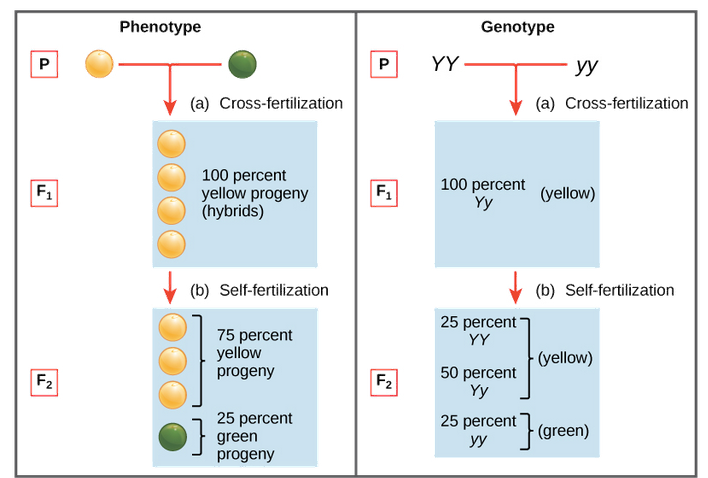 Phenotype
P
(a) Cross-fertilization
F1
100 percent
yellow progeny
(hybrids)
(b) Self-fertilization
F2
75 percent
yellow
progeny
25 percent
green
progeny
Genotype
P
YY
yy
(a) Cross-fertilization
F1
100 percent
Yy
(yellow)
(b) Self-fertilization
F2
25 percent
YY
50 percent
Yy
(yellow)
25 percent
yy
(green)